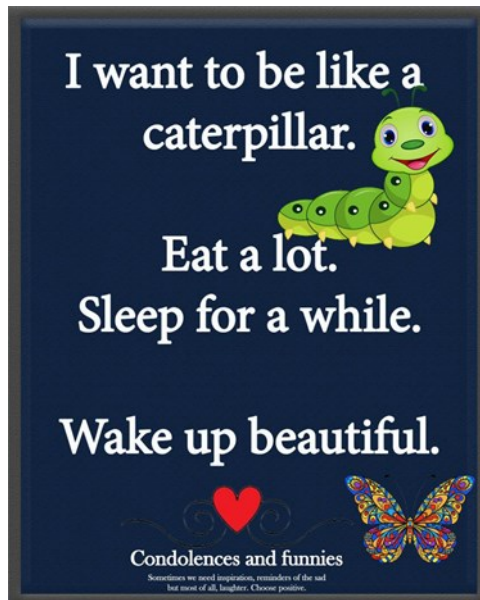 I want to be like a
caterpillar.
Eat a lot.
Sleep for a while.
Wake up beautiful.
Condolences and funnies
Sometimes we need inspiration, reminders of the sad
but most of all, laughter. Choose positive.